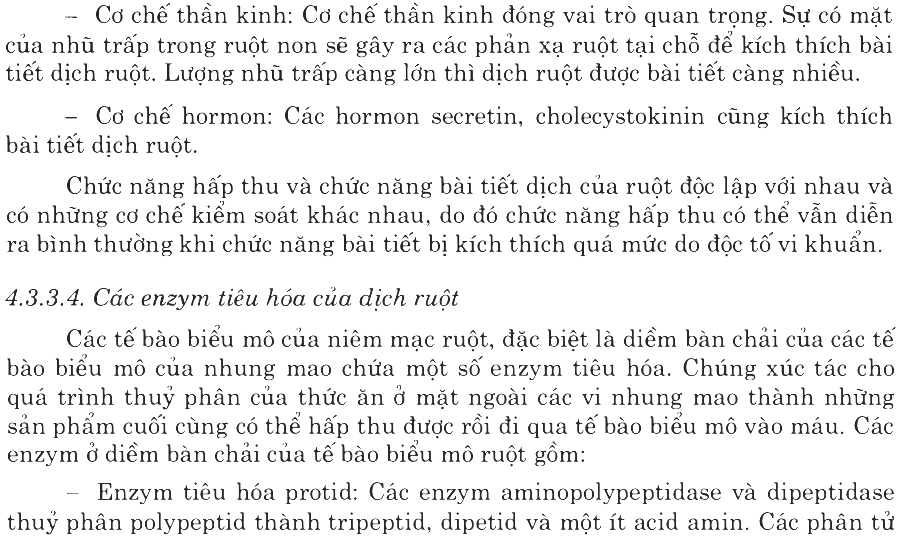 – Cơ chế thần kinh: Cơ chế thần kinh đóng vai trò quan trọng. Sự có mặt
của nhũ trấp trong ruột non sẽ gây ra các phản xạ ruột tại chỗ để kích thích bài
tiết dịch ruột. Lượng nhũ trấp càng lớn thì dịch ruột được bài tiết càng nhiều.
– Cơ chế hormon: Các hormon secretin, cholecystokinin cũng kích thích
bài tiết dịch ruột.
Chức năng hấp thu và chức năng bài tiết dịch của ruột độc lập với nhau và
có những cơ chế kiểm soát khác nhau, do đó chức năng hấp thu có thể vẫn diễn
ra bình thường khi chức năng bài tiết bị kích thích quá mức do độc tố vi khuẩn.
4.3.3.4. Các enzym tiêu hóa của dịch ruột
Các tế bào biểu mô của niêm mạc ruột, đặc biệt là diềm bàn chải của các tế
bào biểu mô của nhung mao chứa một số enzym tiêu hóa. Chúng xúc tác cho
quá trình thuỷ phân của thức ăn ở mặt ngoài các vi nhung mao thành những
sản phẩm cuối cùng có thể hấp thu được rồi đi qua tế bào biểu mô vào máu. Các
enzym ở diềm bàn chải của tế bào biểu mô ruột gồm:
– Enzym tiêu hóa protid: Các enzym aminopolypeptidase và dipeptidase
thuỷ phân polypeptid thành tripeptid, dipetid và một ít acid amin. Các phân tử